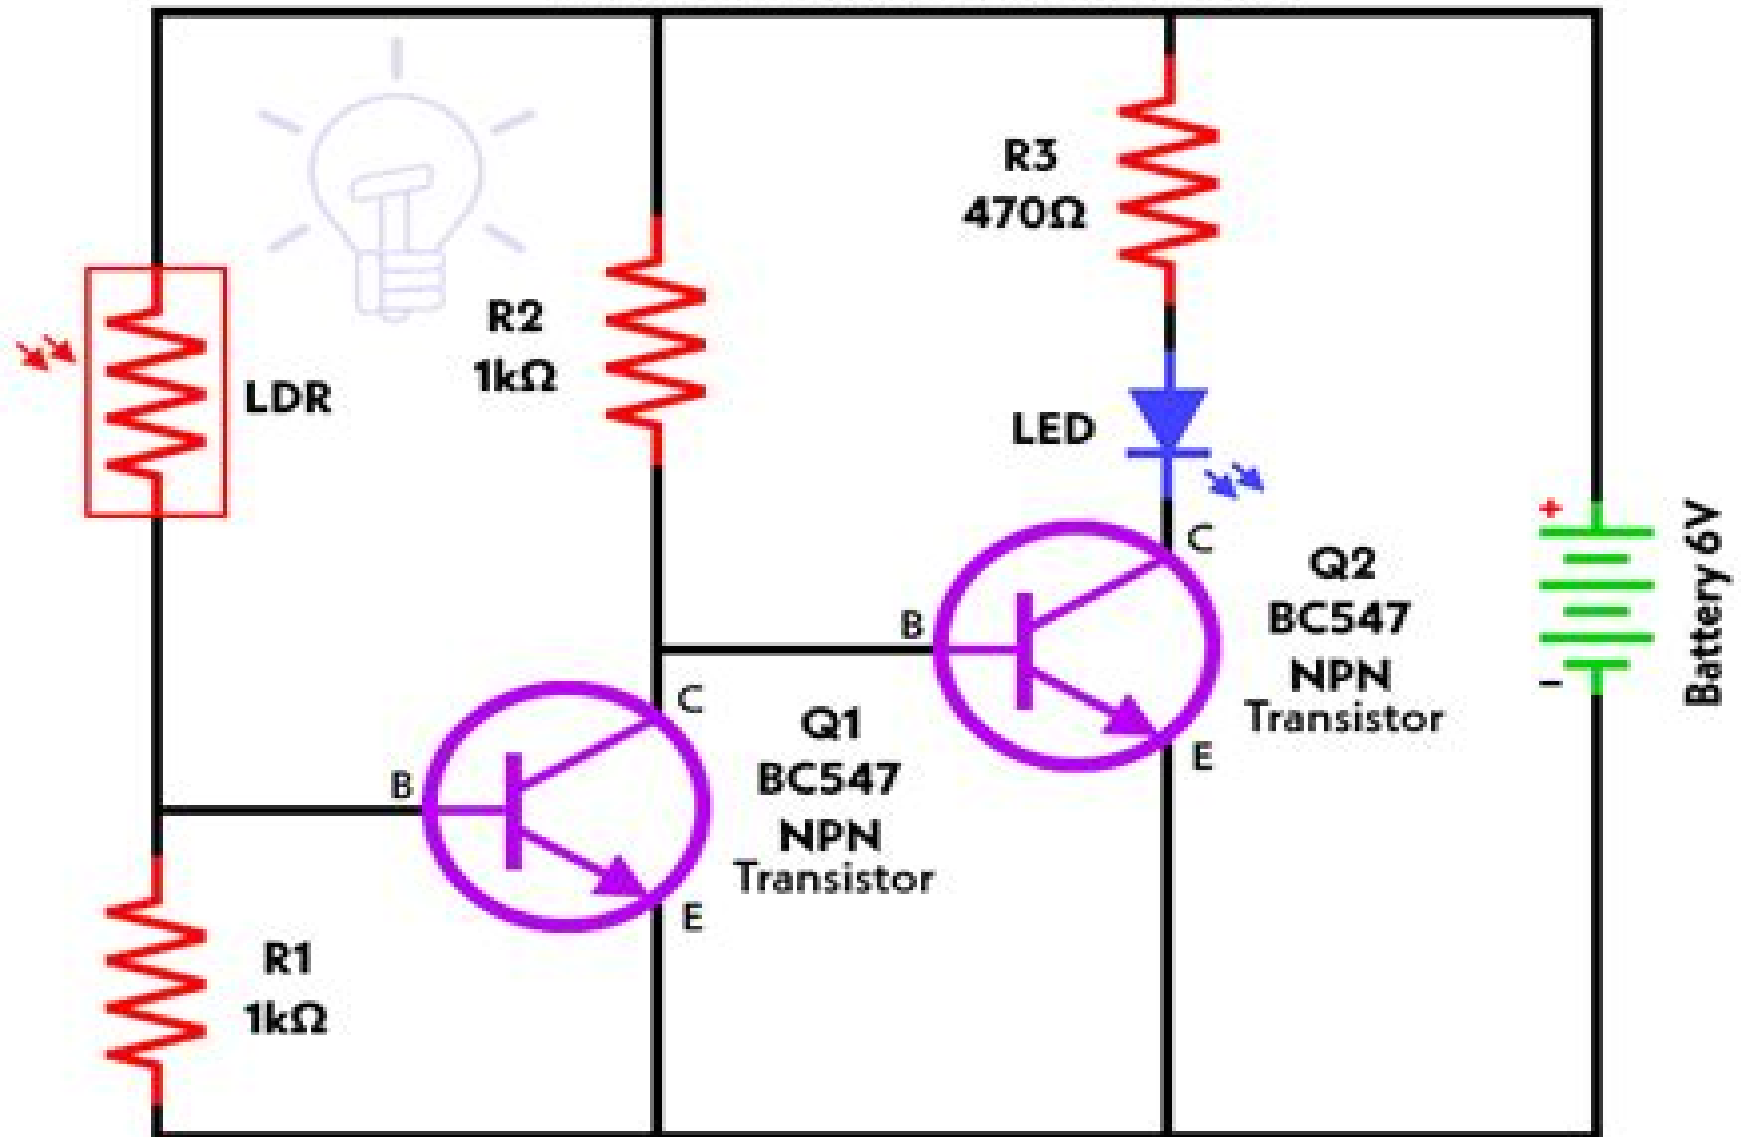 R3
470Ω
R2
1kΩ
LDR
LED
+
C
Q2
BC547
NPN
Transistor
B
E
−
Battery 6V
C
Q1
BC547
NPN
Transistor
B
E
R1
1kΩ